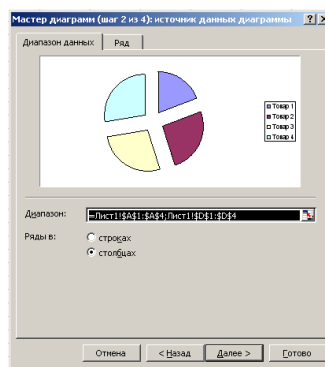 Мастер диаграмм (шаг 2 из 4): источник данных диаграммы
Диапазон данных Ряд
Товар 1
Товар 2
Товар 3
Товар 4
Диапазон: =Лист1!$A$1:$A$4;Лист1!$D$1:$D$4
Ряды в: строках
столбцах
Отмена < Назад Далее > Готово